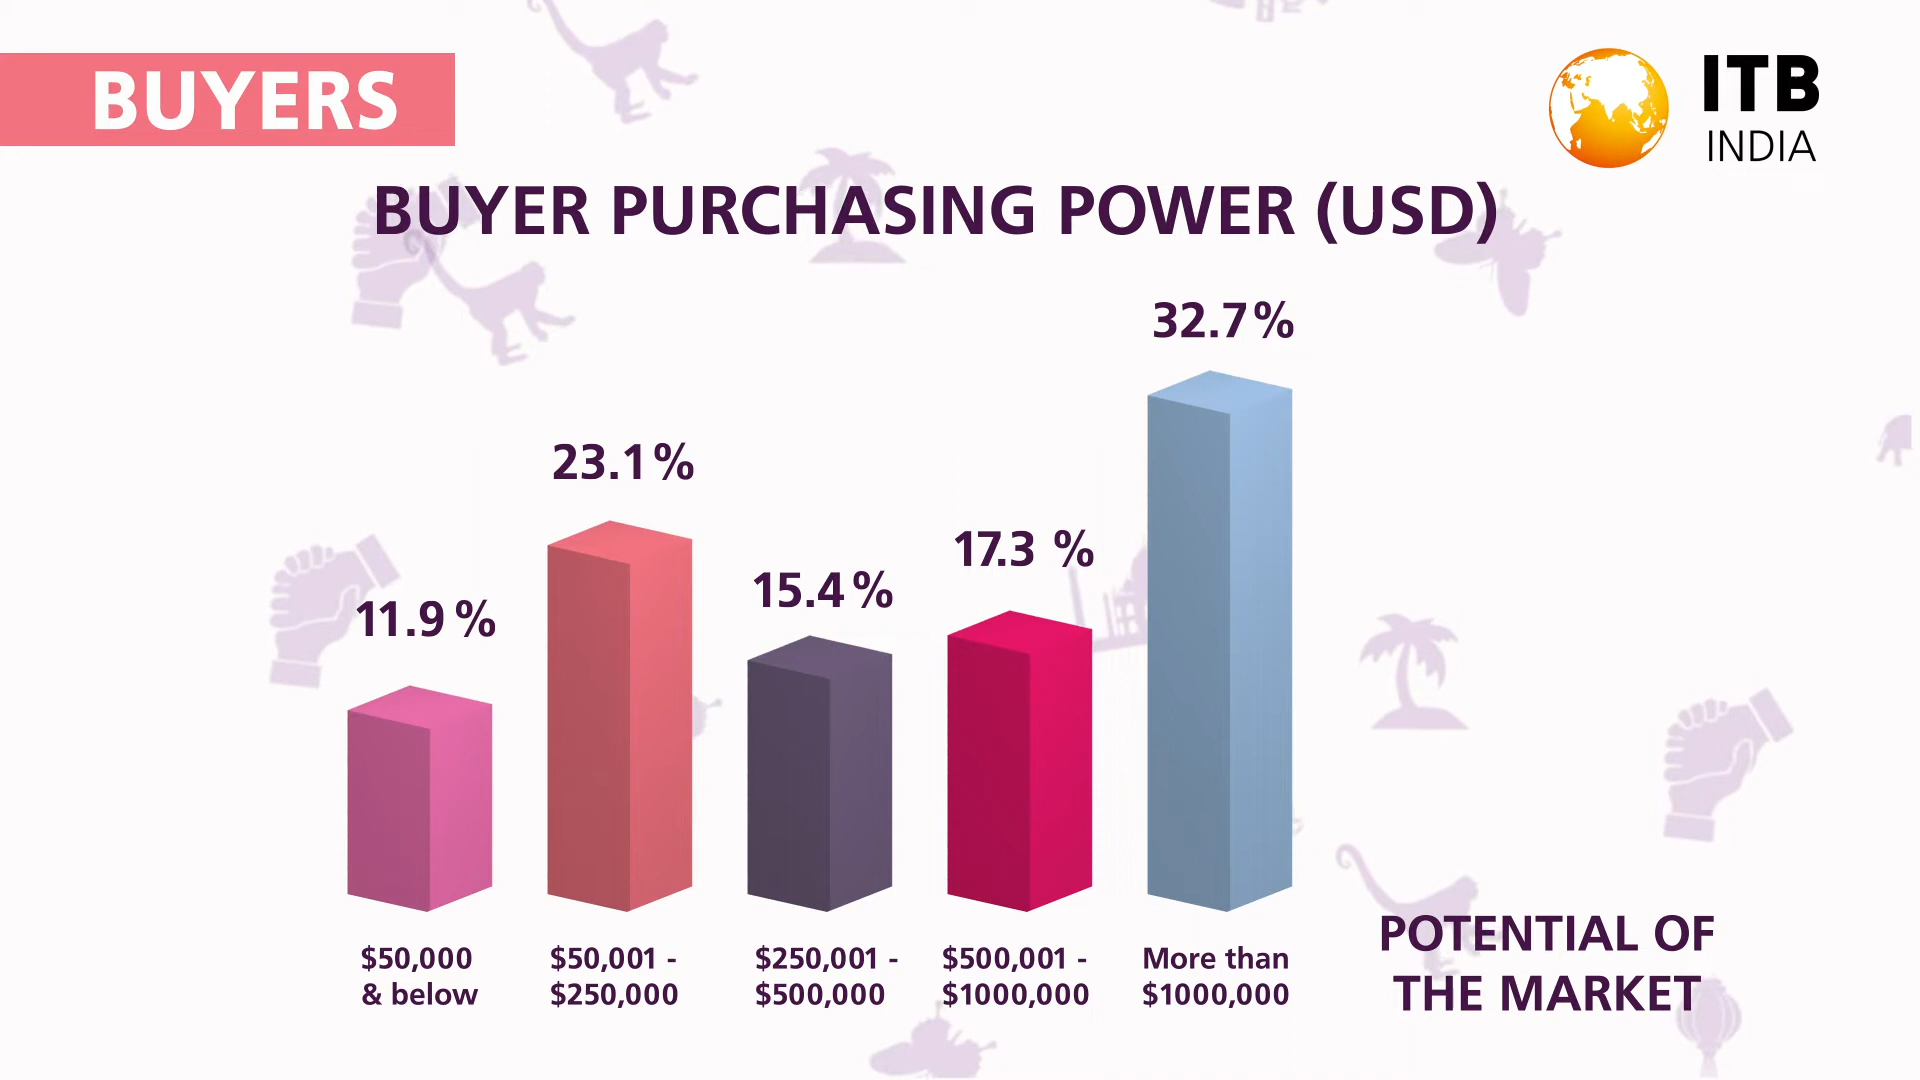 BUYERS
ITB
INDIA
BUYER PURCHASING POWER (USD)
32.7%
23.1%
17.3 %
15.4%
11.9%
$50,000
& below
$50,001 -
$250,000
$250,001 -
$500,000
$500,001 -
$1000,000
More than
$1000,000
POTENTIAL OF
THE MARKET